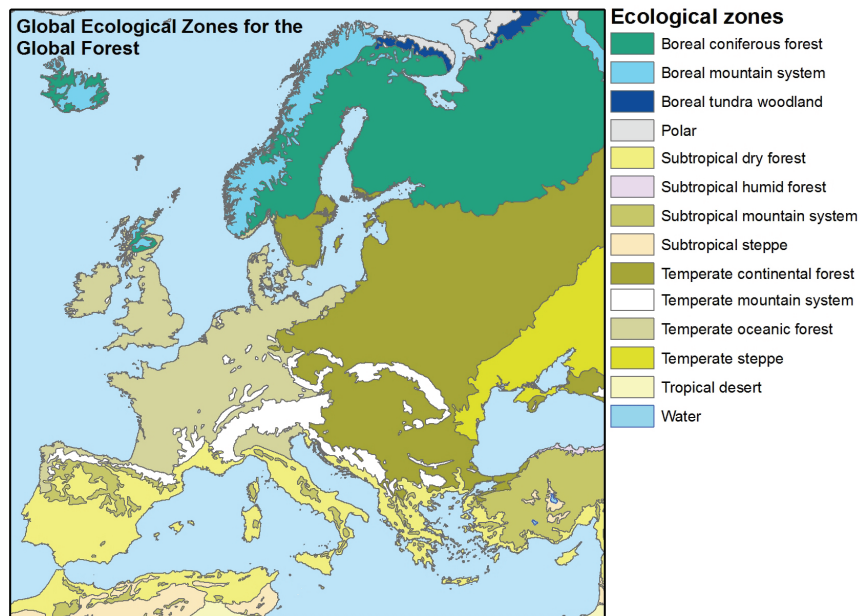 Global Ecological Zones for the
Global Forest
Ecological zones
Boreal coniferous forest
Boreal mountain system
Boreal tundra woodland
Polar
Subtropical dry forest
Subtropical humid forest
Subtropical mountain system
Subtropical steppe
Temperate continental forest
Temperate mountain system
Temperate oceanic forest
Temperate steppe
Tropical desert
Water